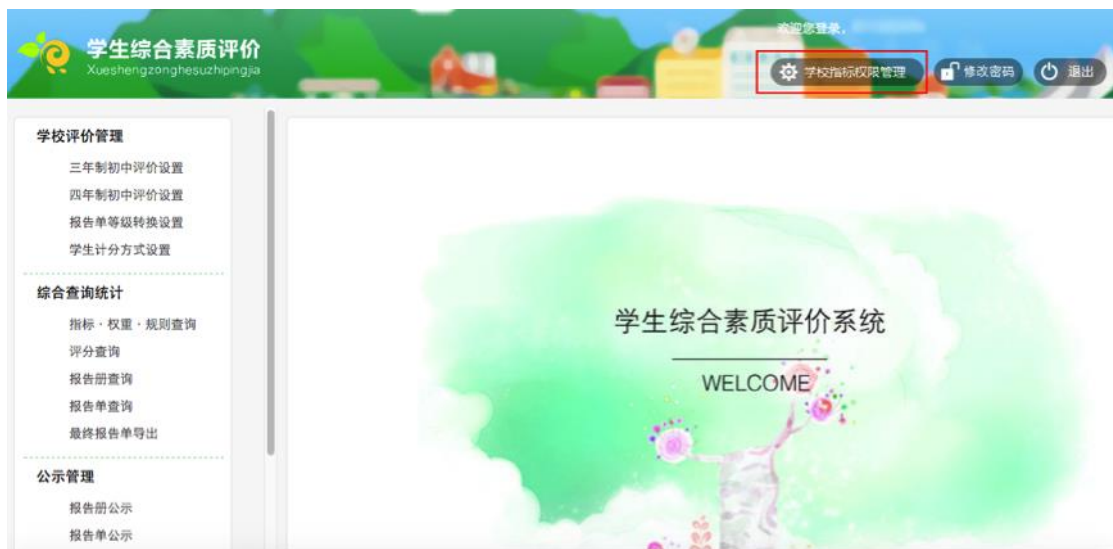 欢迎您登录,
学生综合素质评价
Xueshengzonghesuzhipingjia
学校指标权限管理
修改密码
退出
学校评价管理
三年制初中评价设置
四年制初中评价设置
报告单等级转换设置
学生计分方式设置
综合查询统计
指标·权重·规则查询
评分查询
报告册查询
报告单查询
最终报告单导出
公示管理
报告册公示
报告单公示
学生综合素质评价系统
WELCOME